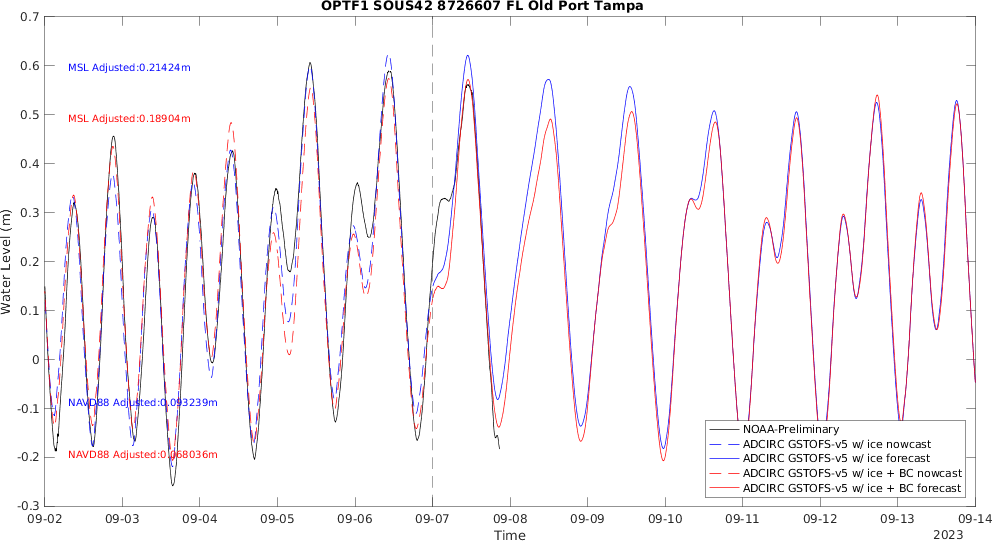 OPTF1 SOUS42 8726607 FL Old Port Tampa
0.7
0.6
0.5
0.4
0.3
0.2
0.1
0
-0.1
-0.2
-0.3
Water Level (m)
MSL Adjusted:0.21424m
MSL Adjusted:0.18904m
NAVD88 Adjusted:0.093239m
NAVD88 Adjusted:0.068036m
NOAA-Preliminary
ADCIRC GSTOFS-v5 w/ ice nowcast
ADCIRC GSTOFS-v5 w/ ice forecast
ADCIRC GSTOFS-v5 w/ ice + BC nowcast
ADCIRC GSTOFS-v5 w/ ice + BC forecast
09-02 09-03 09-04 09-05 09-06 09-07 09-08 09-09 09-10 09-11 09-12 09-13 09-14
Time
2023